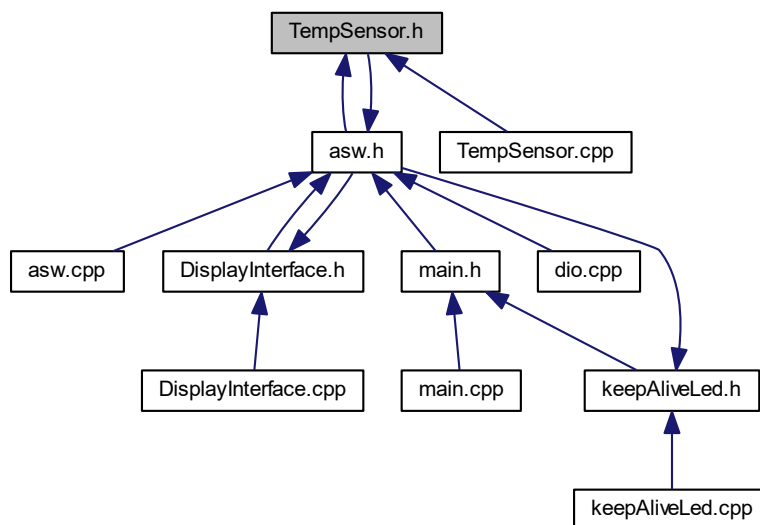 TempSensor.h
asw.h
TempSensor.cpp
asw.cpp
DisplayInterface.h
main.h
dio.cpp
DisplayInterface.cpp
main.cpp
keepAliveLed.h
keepAliveLed.cpp